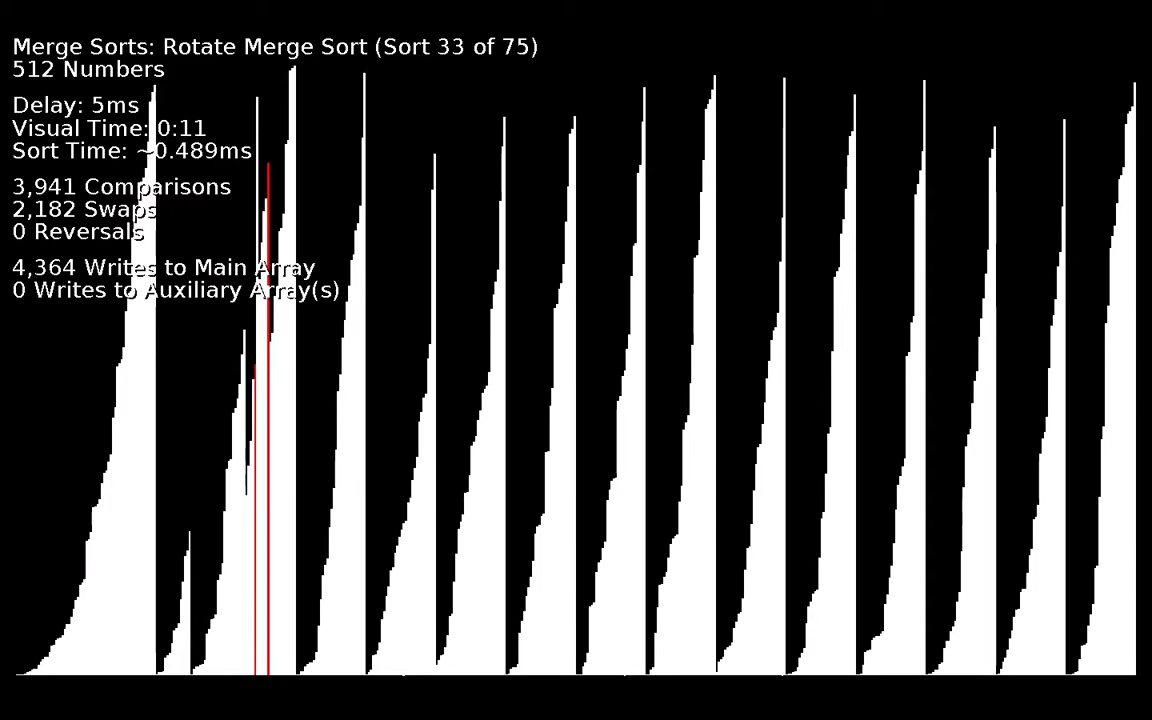 Merge Sorts: Rotate Merge Sort (Sort 33 of 75)
512 Numbers
Delay: 5ms
Visual Time: 0:11
Sort Time: ~0.489ms
3,941 Comparisons
2,182 Swaps
0 Reversals
4,364 Writes to Main Array
0 Writes to Auxiliary Array(s)